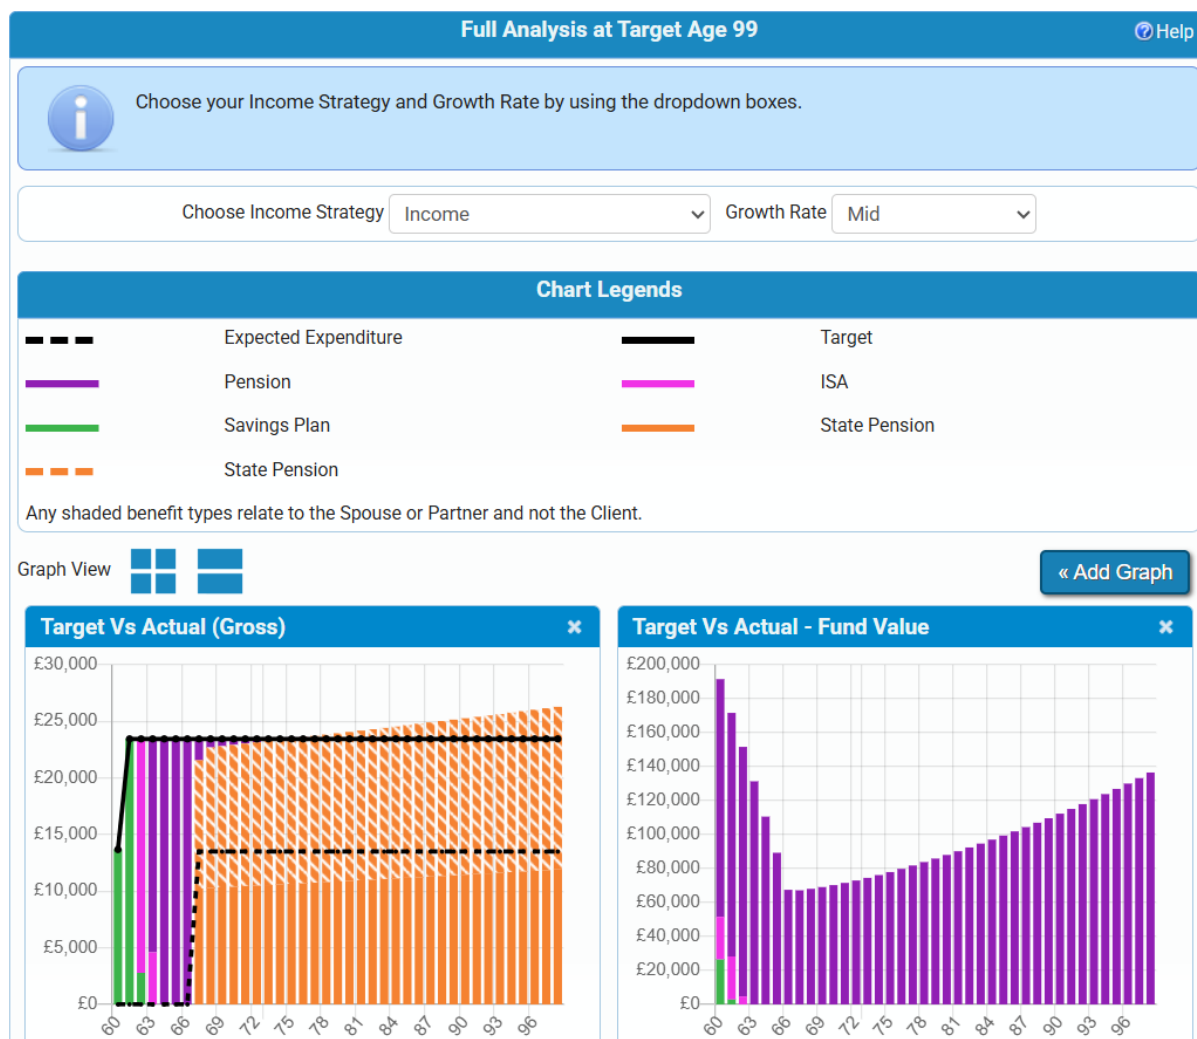 Full Analysis at Target Age 99
Help
Choose your Income Strategy and Growth Rate by using the dropdown boxes.
Choose Income Strategy Income Growth Rate Mid
Chart Legends
Expected Expenditure Target
Pension ISA
Savings Plan State Pension
State Pension
Any shaded benefit types relate to the Spouse or Partner and not the Client.
Graph View
« Add Graph
Target Vs Actual (Gross)
£30,000
£25,000
£20,000
£15,000
£10,000
£5,000
£0
60 63 66 69 72 75 78 81 84 87 90 93 96
Target Vs Actual - Fund Value
£200,000
£180,000
£160,000
£140,000
£120,000
£100,000
£80,000
£60,000
£40,000
£20,000
£0
60 63 66 69 72 75 78 81 84 87 90 93 96